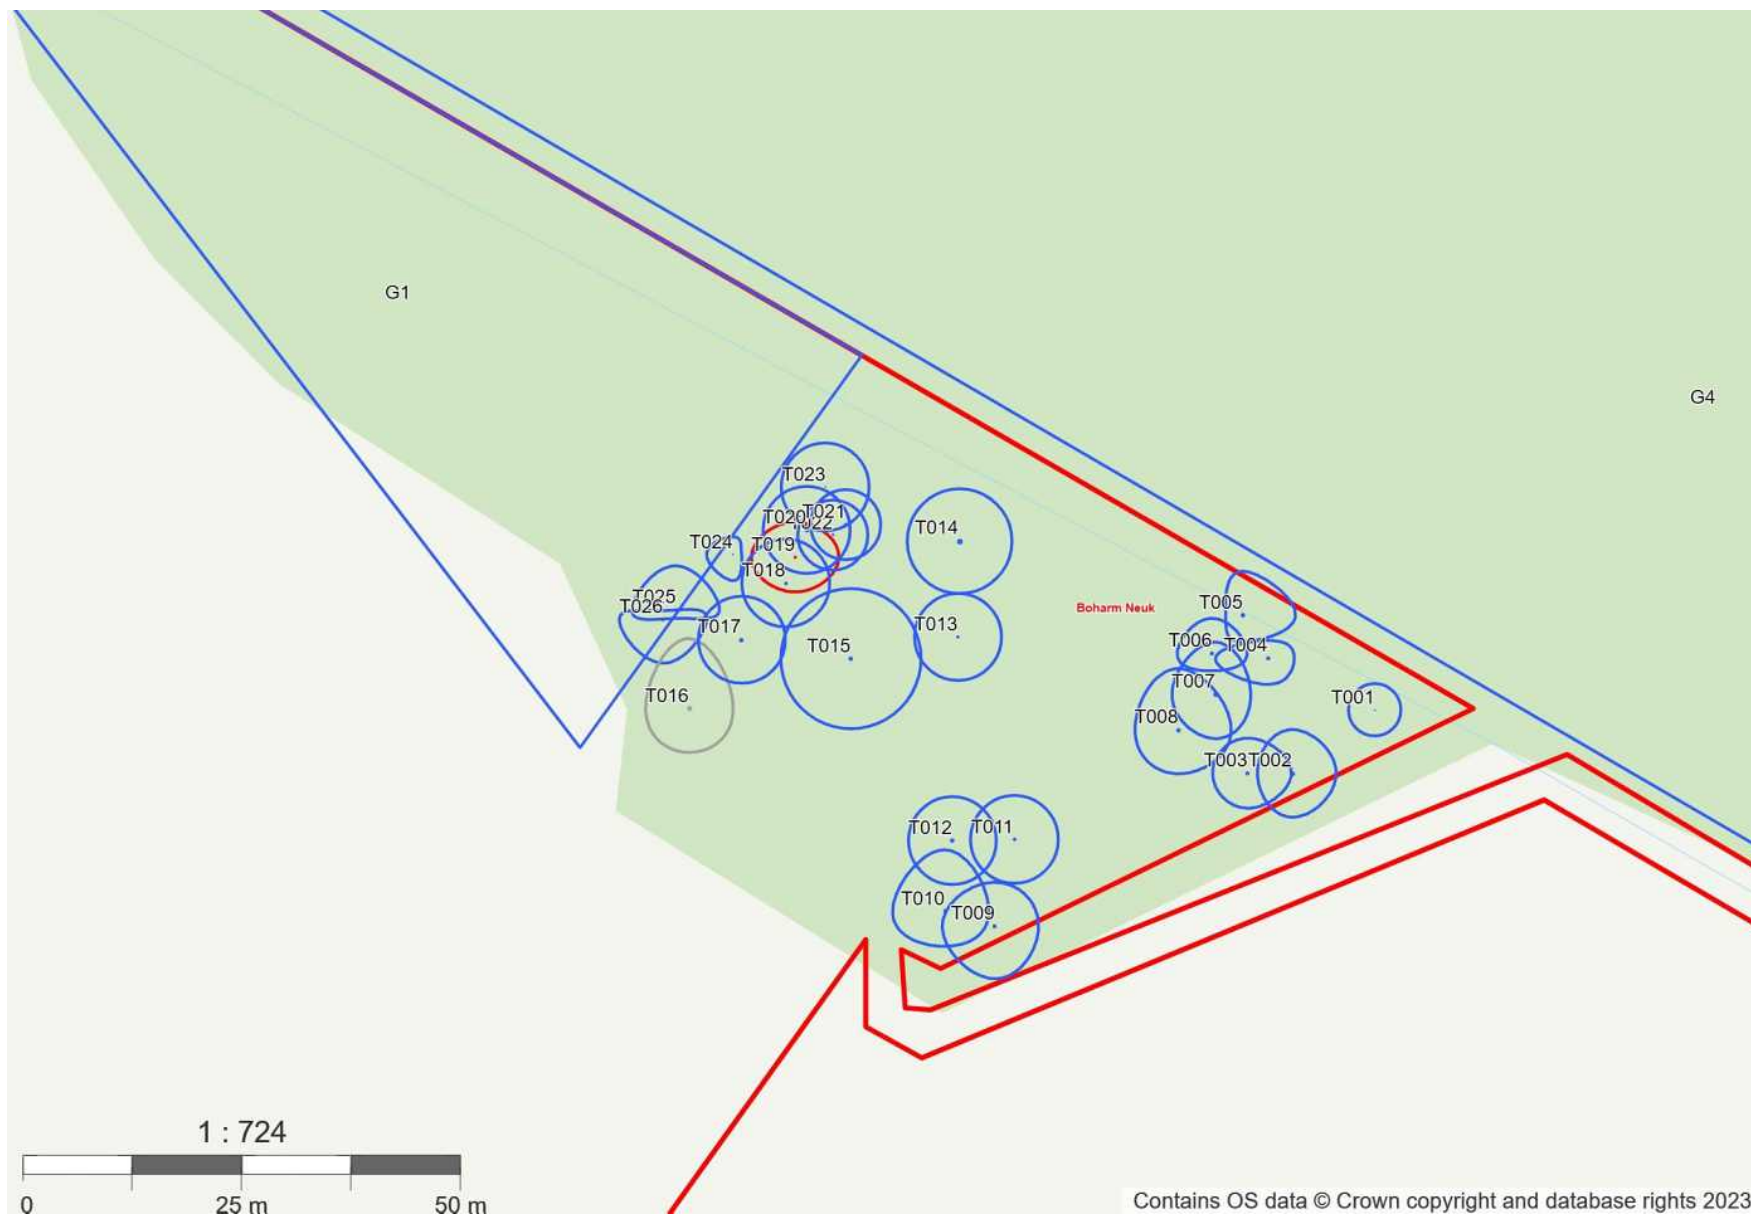 G1
G4
T023
T020
T021
T022
T014
T024
T019
T018
T025
T026
T017
T015
T013
T016
Boharm Neuk
T005
T006
T004
T007
T001
T008
T003
T002
T012
T011
T010
T009
1 : 724
0
25 m
50 m
Contains OS data © Crown copyright and database rights 2023